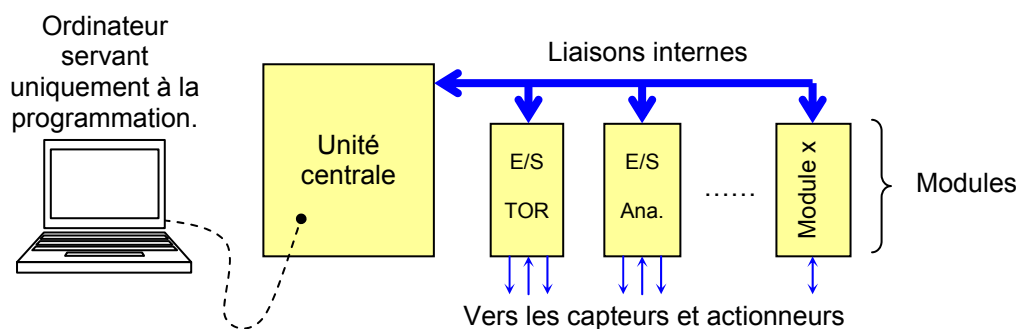 Ordinateur
servant
uniquement à la
programmation.
Liaisons internes
Unité
centrale
E/S
TOR
E/S
Ana.
......
Module x
Modules
Vers les capteurs et actionneurs